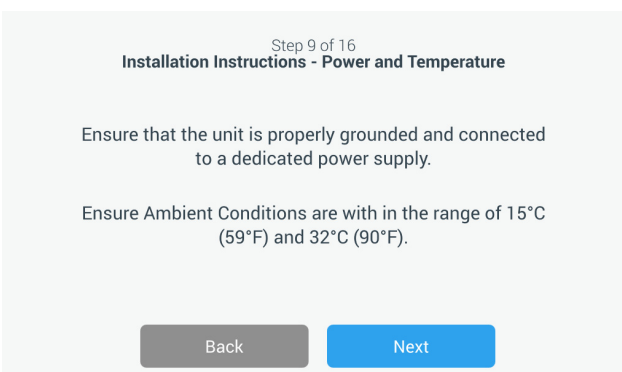 Step 9 of 16
Installation Instructions - Power and Temperature
Ensure that the unit is properly grounded and connected
to a dedicated power supply.
Ensure Ambient Conditions are with in the range of 15°C
(59°F) and 32°C (90°F).
Back
Next